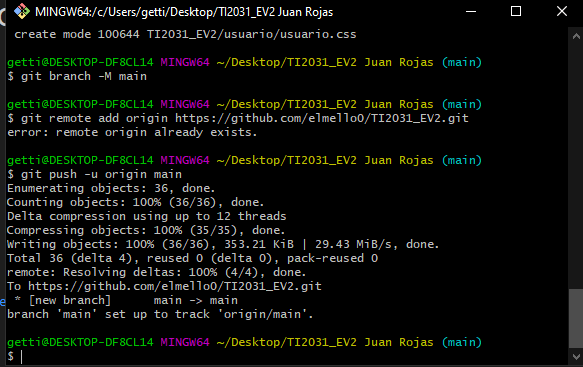 MINGW64:/c/Users/getti/Desktop/TI2031_EV2 Juan Rojas
create mode 100644 TI2031_EV2/usuario/usuario.css
getti@DESKTOP-DF8CL14 MINGW64 ~/Desktop/TI2031_EV2 Juan Rojas (main)
$ git branch -M main
getti@DESKTOP-DF8CL14 MINGW64 ~/Desktop/TI2031_EV2 Juan Rojas (main)
$ git remote add origin https://github.com/elmello0/TI2031_EV2.git
error: remote origin already exists.
getti@DESKTOP-DF8CL14 MINGW64 ~/Desktop/TI2031_EV2 Juan Rojas (main)
$ git push -u origin main
Enumerating objects: 36, done.
Counting objects: 100% (36/36), done.
Delta compression using up to 12 threads
Compressing objects: 100% (35/35), done.
Writing objects: 100% (36/36), 353.21 KiB | 29.43 MiB/s, done.
Total 36 (delta 4), reused 0 (delta 0), pack-reused 0
remote: Resolving deltas: 100% (4/4), done.
To https://github.com/elmello0/TI2031_EV2.git
* [new branch]      main -> main
branch 'main' set up to track 'origin/main'.
getti@DESKTOP-DF8CL14 MINGW64 ~/Desktop/TI2031_EV2 Juan Rojas (main)
$